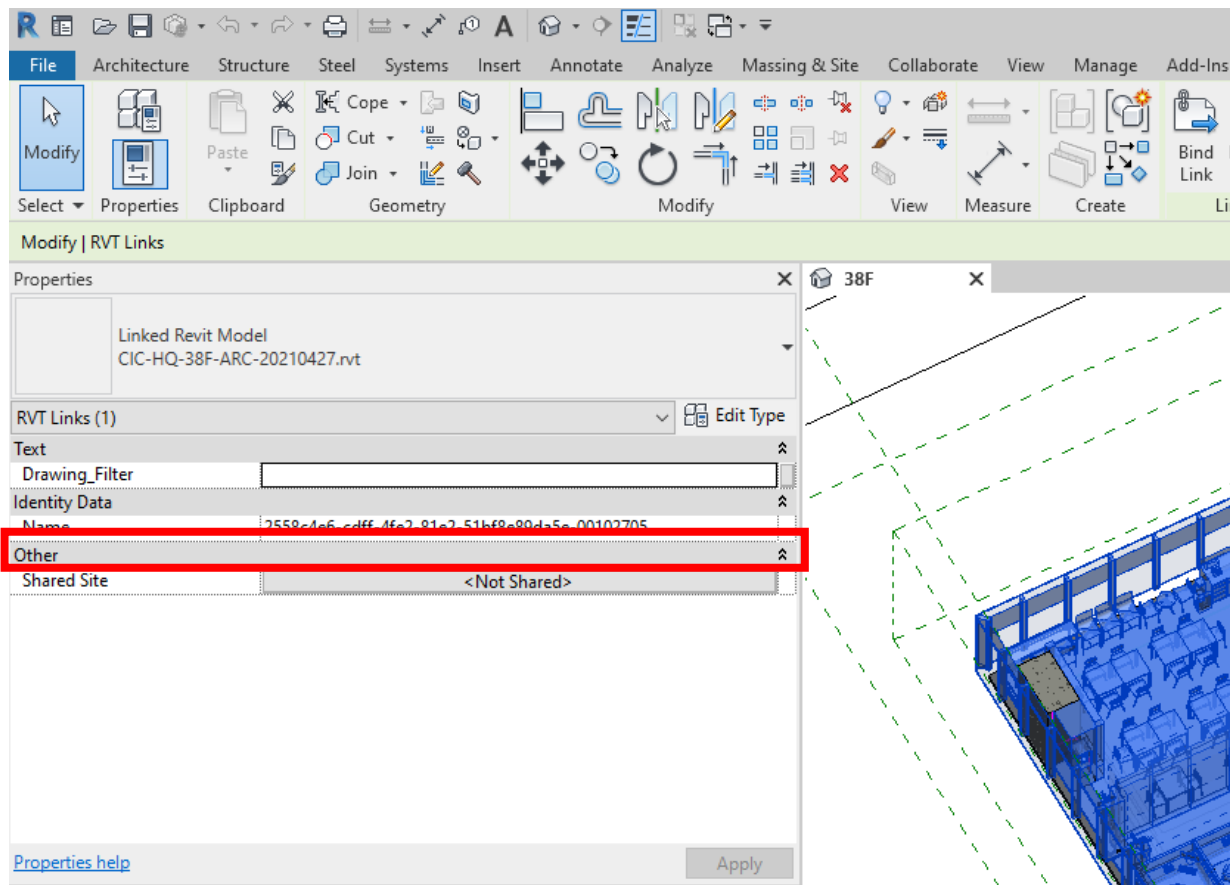 R A
File Architecture Structure Steel Systems Insert Annotate Analyze Massing & Site Collaborate View Manage Add-Ins
Modify Paste Cope Cut Join Bind Link
Select Properties Clipboard Geometry Modify View Measure Create Li
Modify | RVT Links
Properties 38F
Linked Revit Model
CIC-HQ-38F-ARC-20210427.rvt
RVT Links (1) Edit Type
Text
Drawing_Filter
Identity Data
Name
Other
Shared Site <Not Shared>
Properties help Apply